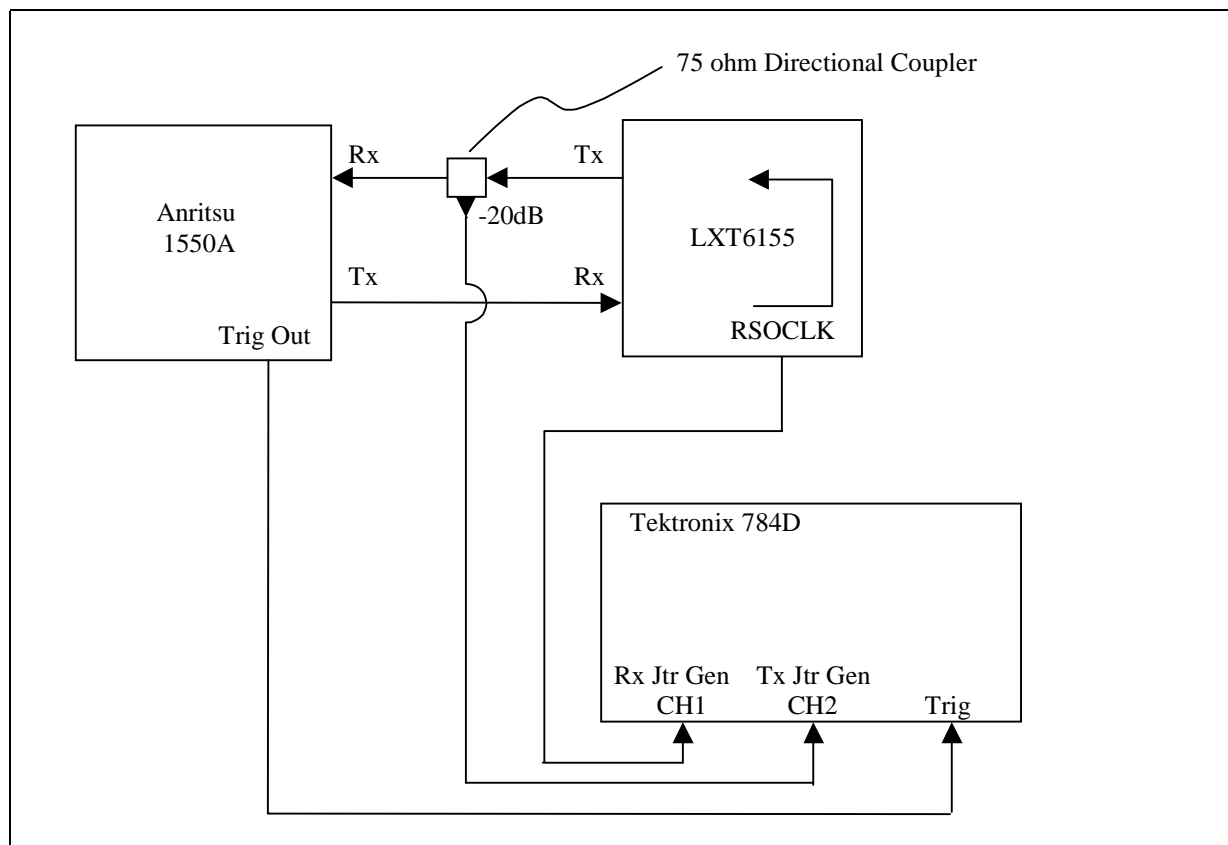 75 ohm Directional Coupler
Rx
Tx
Anritsu
1550A
-20dB
LXT6155
Tx
Rx
Trig Out
RSOCLK
Tektronix 784D
Rx Jtr Gen
CH1
Tx Jtr Gen
CH2
Trig